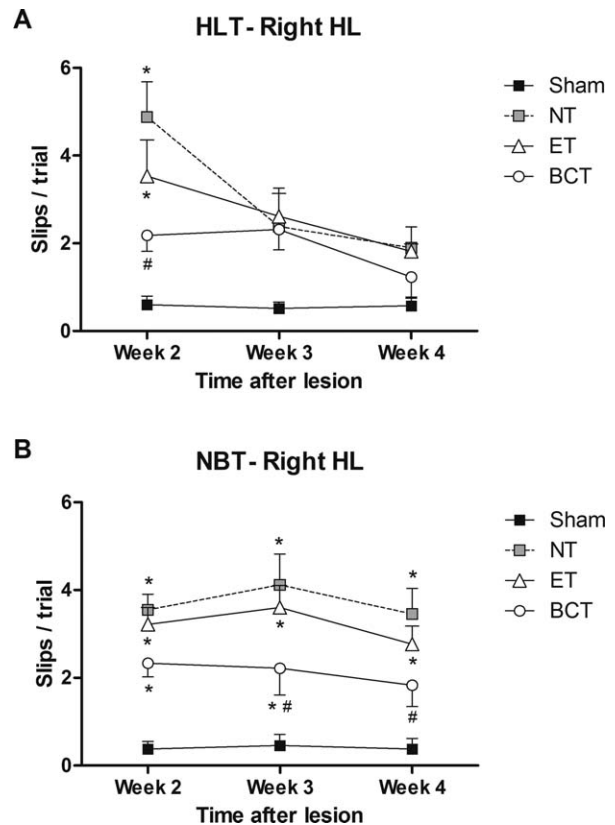 A
HLT - Right HL
6
4
2
0
Slips / trial
*
*
#
Week 2
Week 3
Week 4
Time after lesion
Sham
NT
ET
BCT
B
NBT - Right HL
6
4
2
0
Slips / trial
*
*
*
*
*
* #
*
*
#
Week 2
Week 3
Week 4
Time after lesion
Sham
NT
ET
BCT